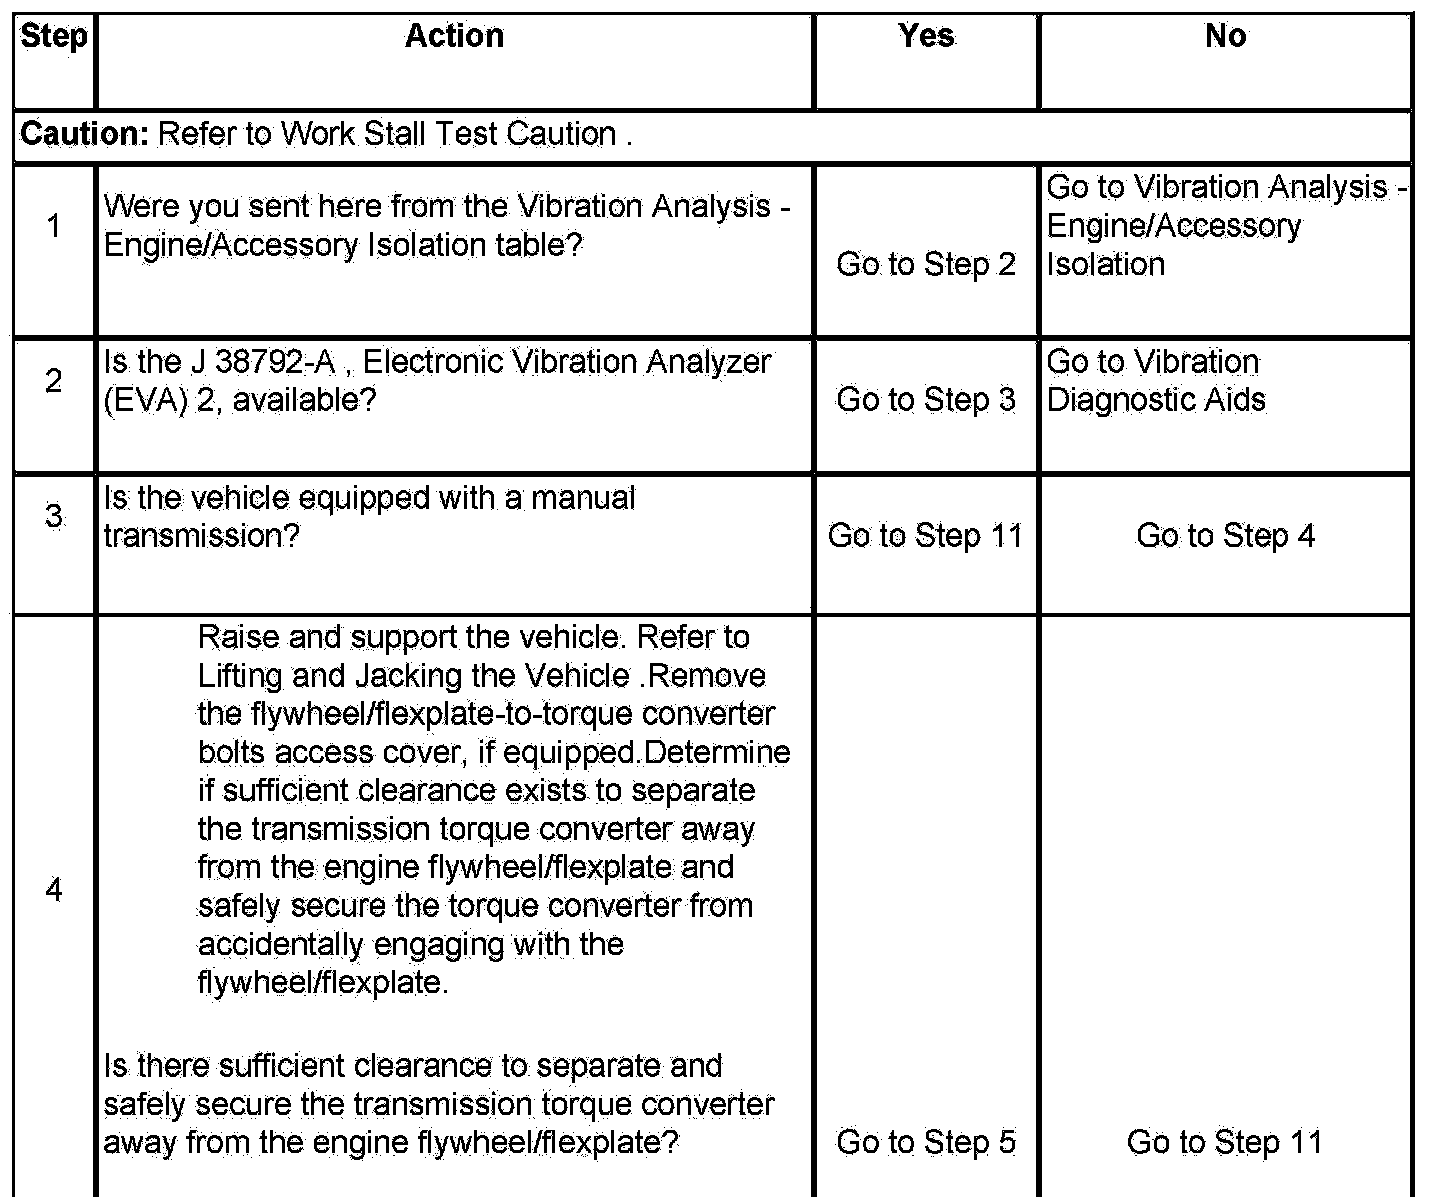 Step Action Yes No
Caution: Refer to Work Stall Test Caution .
1
Were you sent here from the Vibration Analysis -
Engine/Accessory Isolation table?
Go to Step 2
Go to Vibration Analysis -
Engine/Accessory
Isolation
2
Is the J 38792-A , Electronic Vibration Analyzer
(EVA) 2, available?
Go to Step 3
Go to Vibration
Diagnostic Aids
3
Is the vehicle equipped with a manual
transmission?
Go to Step 11
Go to Step 4
4
Raise and support the vehicle. Refer to
Lifting and Jacking the Vehicle .Remove
the flywheel/flexplate-to-torque converter
bolts access cover, if equipped.Determine
if sufficient clearance exists to separate
the transmission torque converter away
from the engine flywheel/flexplate and
safely secure the torque converter from
accidentally engaging with the
flywheel/flexplate.
Is there sufficient clearance to separate and
safely secure the transmission torque converter
away from the engine flywheel/flexplate?
Go to Step 5
Go to Step 11